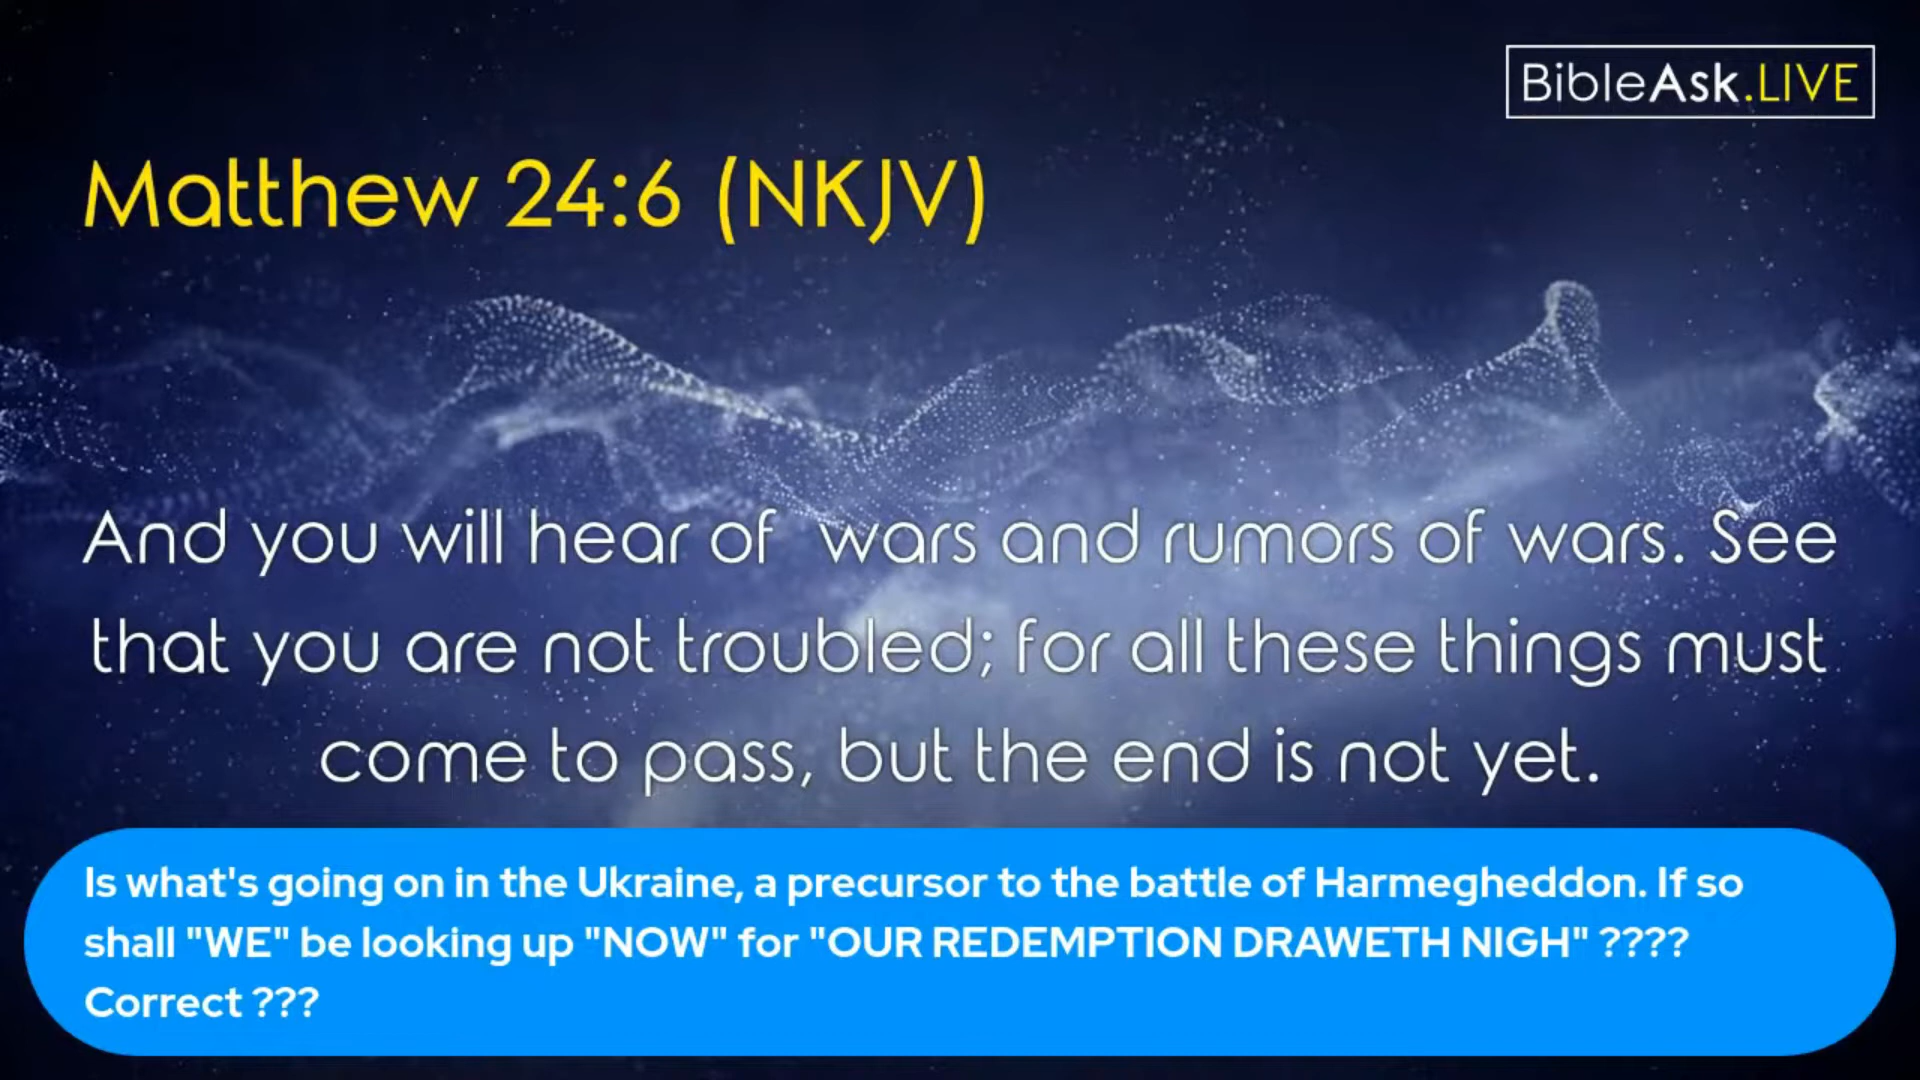 BibleAsk.LIVE
Matthew 24:6 (NKJV)
And you will hear of wars and rumors of wars. See
that you are not troubled; for all these things must
come to pass, but the end is not yet.
Is what's going on in the Ukraine, a precursor to the battle of Harmegheddon. If so
shall "WE" be looking up "NOW" for "OUR REDEMPTION DRAWETH NIGH" ????
Correct ???